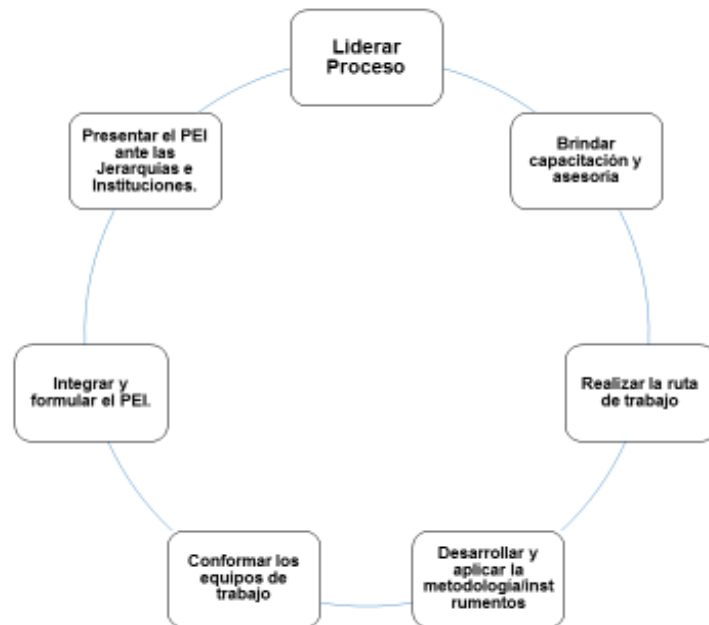 Liderar
Proceso
Brindar
capacitación y
asesoría
Realizar la ruta
de trabajo
Desarrollar y
aplicar la
metodología/inst
rumentos
Conformar los
equipos de
trabajo
Integrar y
formular el PEI.
Presentar el PEI
ante las
Jerarquías e
Instituciones.